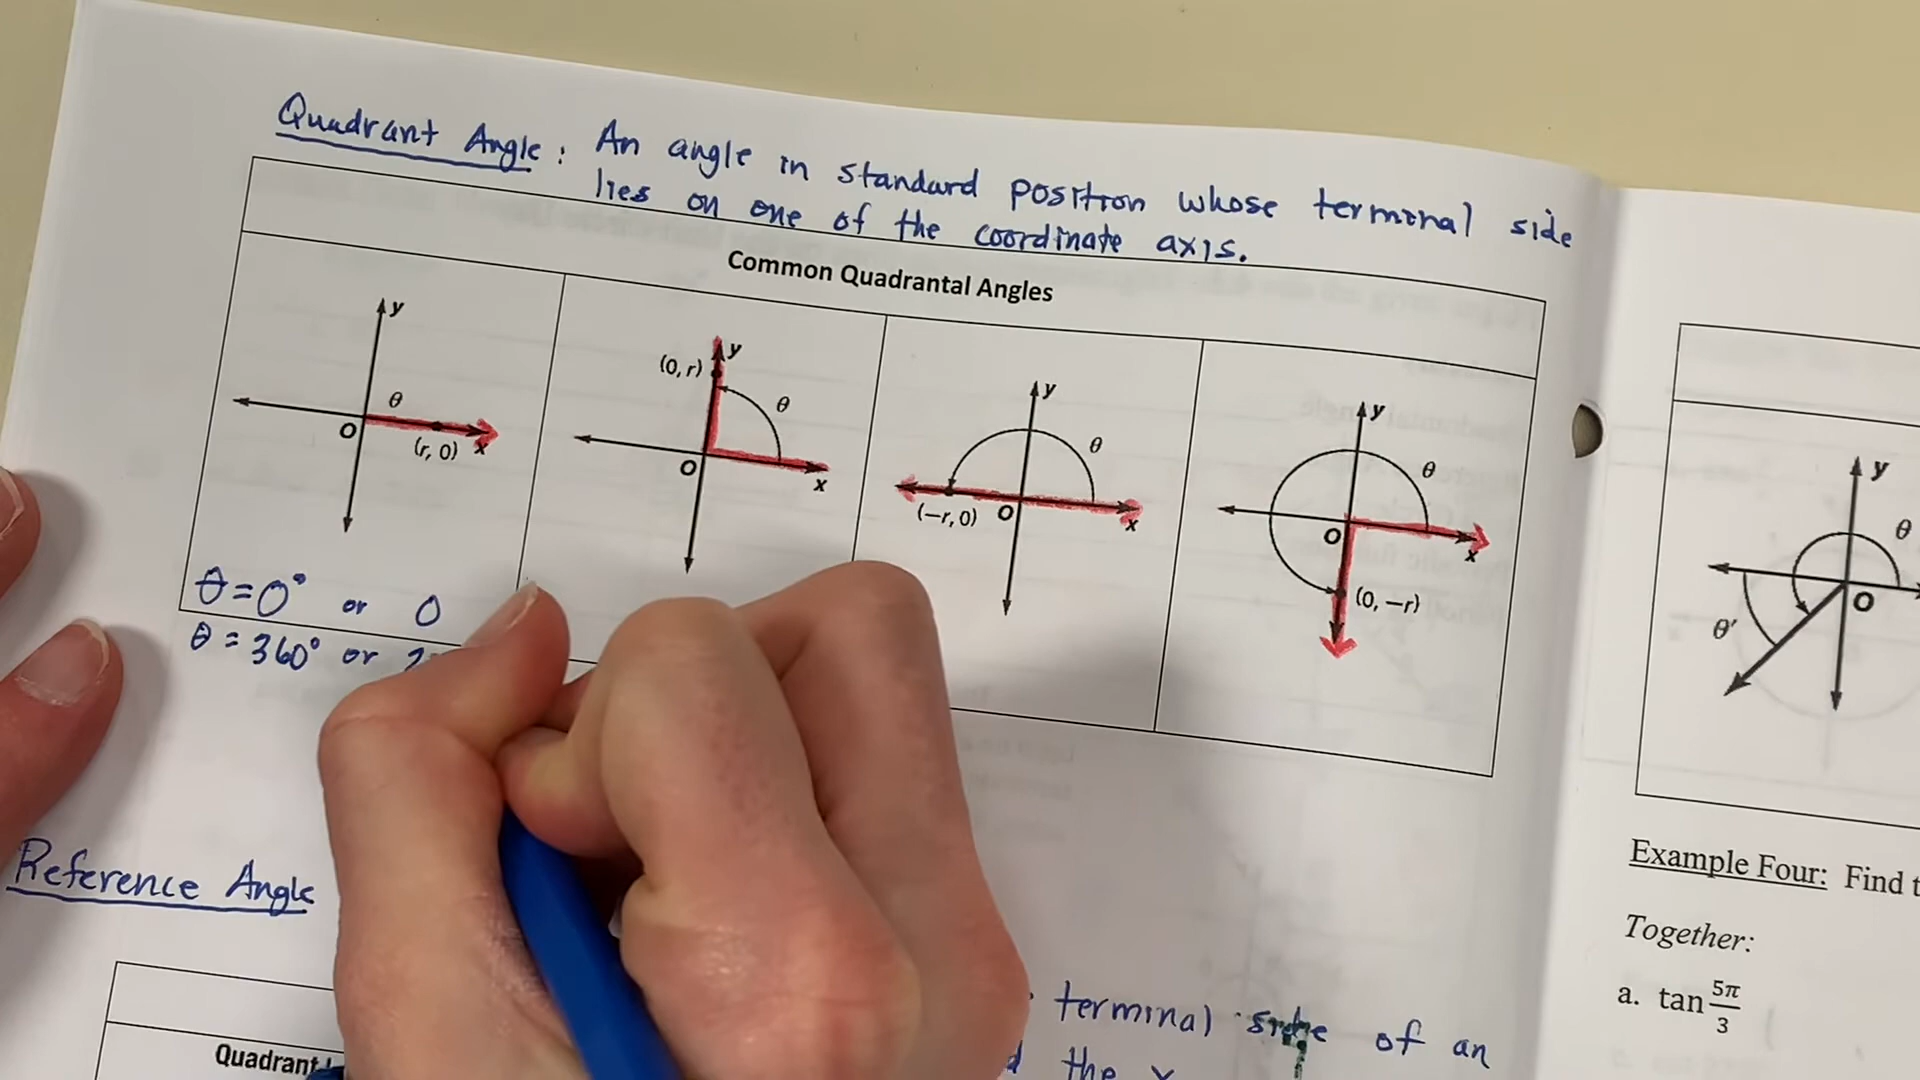 Quadrant Angle: An angle in standard position whose terminal side
lies on one of the coordinate axis.
Common Quadrantal Angles
y
θ
O
(r, 0)
x
θ = 0° or 0
θ = 360° or 2
(0, r)
y
θ
O
x
y
θ
(−r, 0)
O
x
y
θ
O
x
(0, −r)
Reference Angle
terminal side of an
the
Quadrant
y
θ
O
θ′
Example Four: Find
Together:
a. tan 5π/3